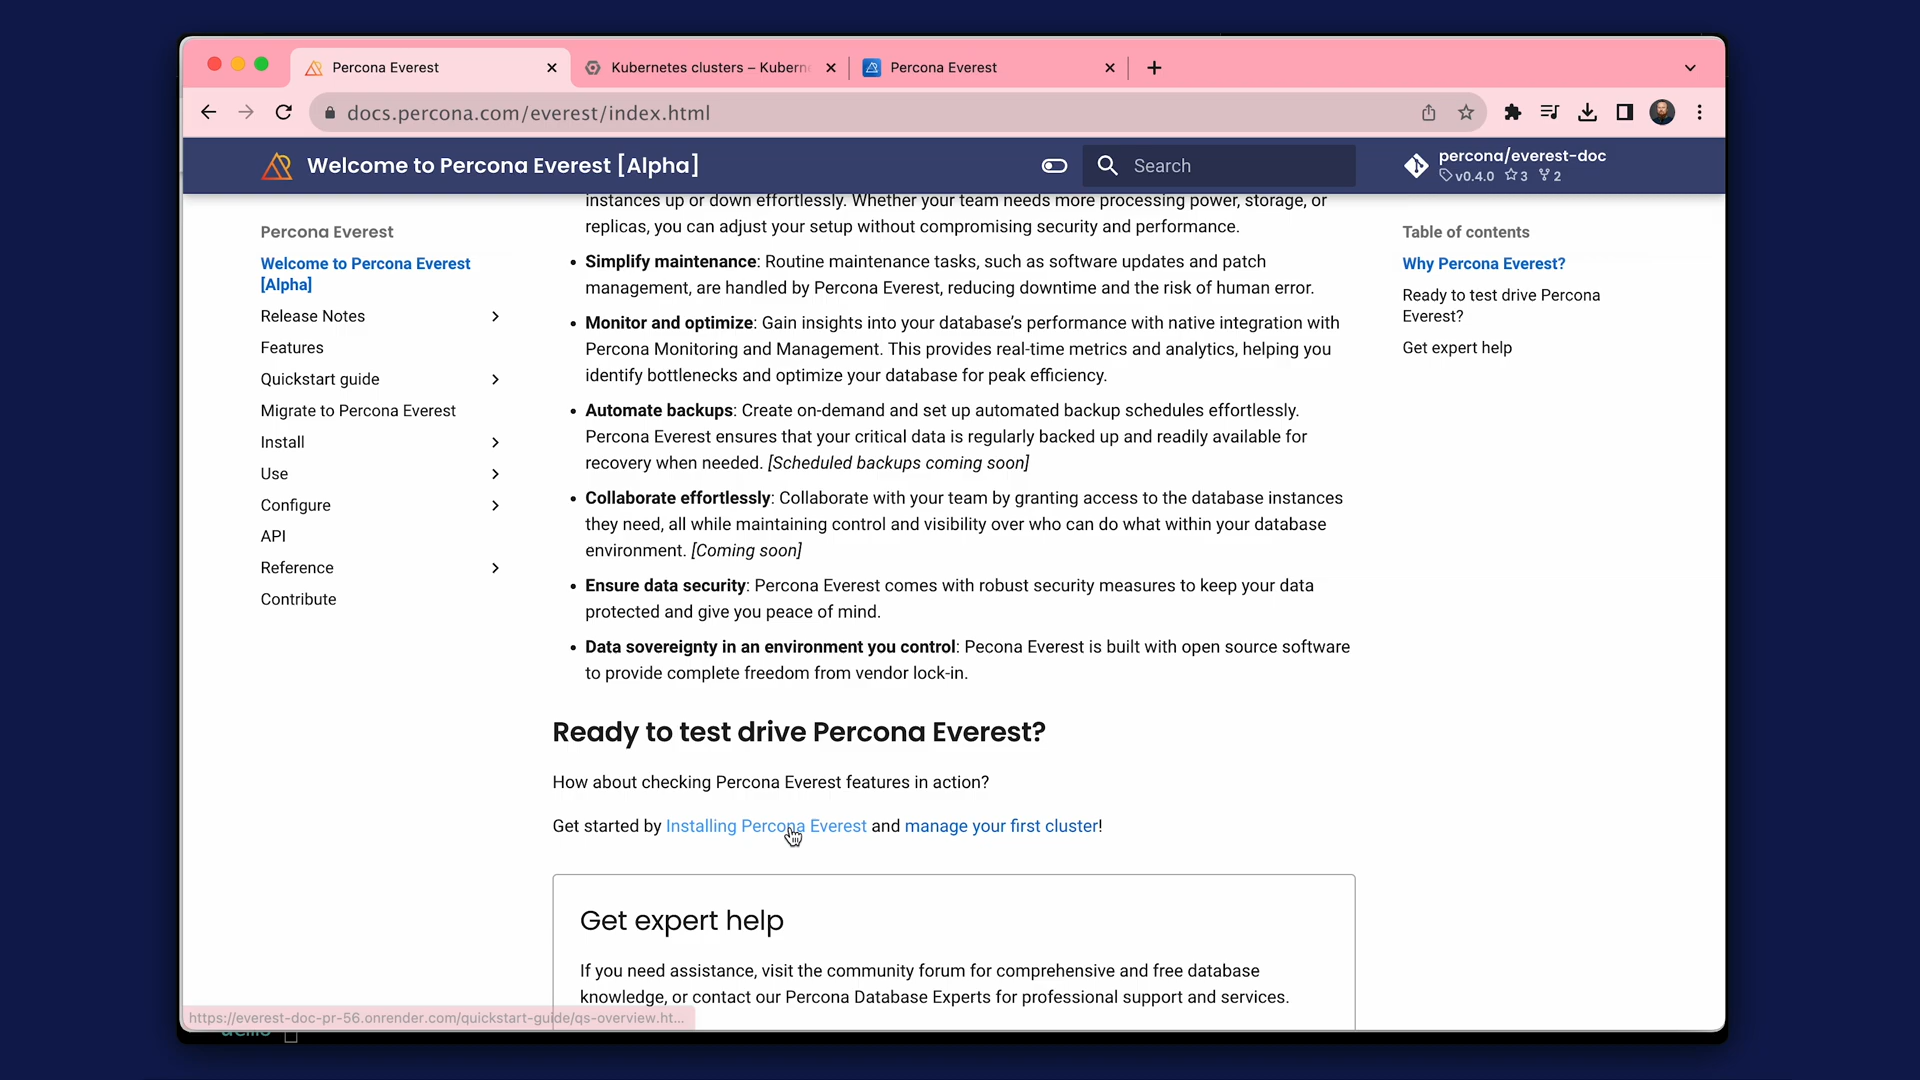 Percona Everest
Kubernetes clusters – Kubern
Percona Everest
docs.percona.com/everest/index.html
Welcome to Percona Everest [Alpha]
Search
percona/everest-doc
v0.4.0 3 2
Percona Everest
Welcome to Percona Everest
[Alpha]
Release Notes
Features
Quickstart guide
Migrate to Percona Everest
Install
Use
Configure
API
Reference
Contribute
instances up or down effortlessly. Whether your team needs more processing power, storage, or
replicas, you can adjust your setup without compromising security and performance.
• Simplify maintenance: Routine maintenance tasks, such as software updates and patch
management, are handled by Percona Everest, reducing downtime and the risk of human error.
• Monitor and optimize: Gain insights into your database’s performance with native integration with
Percona Monitoring and Management. This provides real-time metrics and analytics, helping you
identify bottlenecks and optimize your database for peak efficiency.
• Automate backups: Create on-demand and set up automated backup schedules effortlessly.
Percona Everest ensures that your critical data is regularly backed up and readily available for
recovery when needed. [Scheduled backups coming soon]
• Collaborate effortlessly: Collaborate with your team by granting access to the database instances
they need, all while maintaining control and visibility over who can do what within your database
environment. [Coming soon]
• Ensure data security: Percona Everest comes with robust security measures to keep your data
protected and give you peace of mind.
• Data sovereignty in an environment you control: Pecona Everest is built with open source software
to provide complete freedom from vendor lock-in.
Ready to test drive Percona Everest?
How about checking Percona Everest features in action?
Get started by Installing Percona Everest and manage your first cluster!
Get expert help
If you need assistance, visit the community forum for comprehensive and free database
knowledge, or contact our Percona Database Experts for professional support and services.
Table of contents
Why Percona Everest?
Ready to test drive Percona
Everest?
Get expert help
https://everest-doc-pr-56.onrender.com/quickstart-guide/qs-overview.ht...